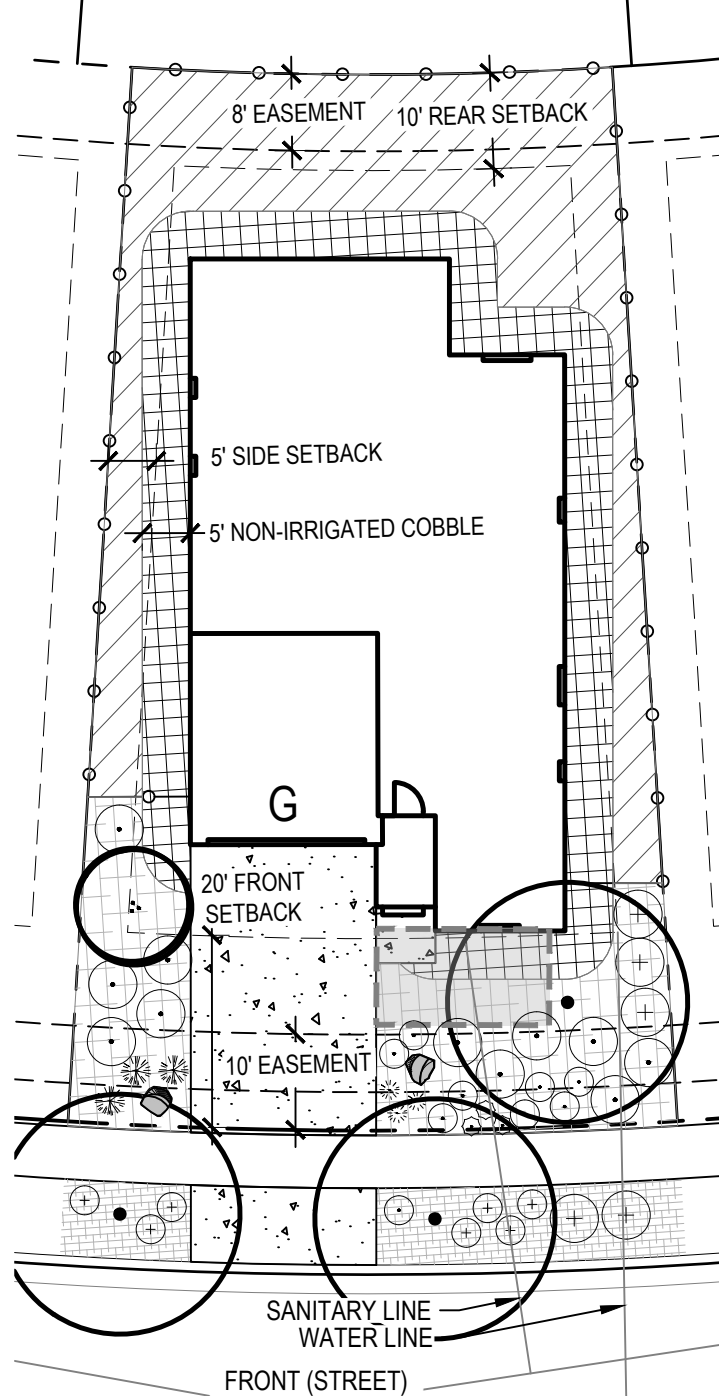 8' EASEMENT
10' REAR SETBACK
5' SIDE SETBACK
5' NON-IRRIGATED COBBLE
G
20' FRONT
SETBACK
10' EASEMENT
SANITARY LINE
WATER LINE
FRONT (STREET)